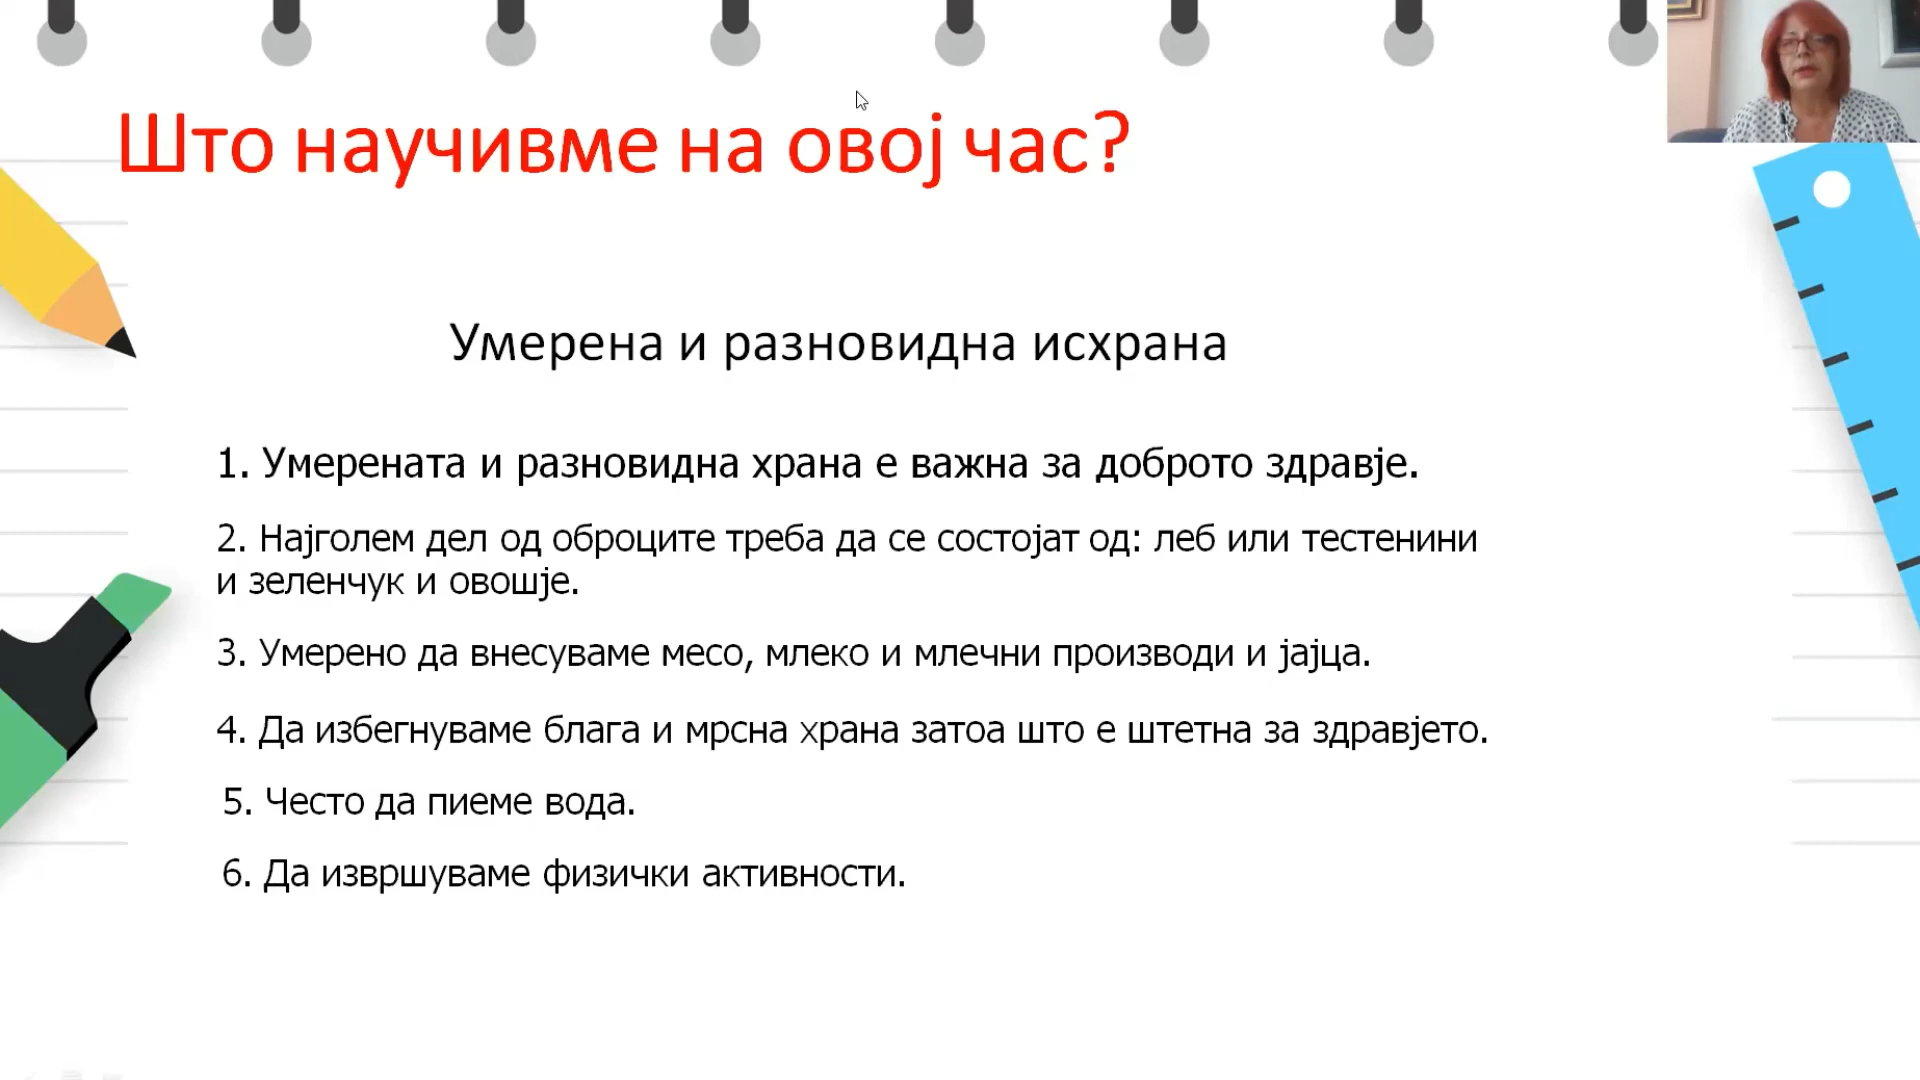 Што научивме на овој час?
Умерена и разновидна исхрана
1. Умерената и разновидна храна е важна за доброто здравје.
2. Најголем дел од оброците треба да се состојат од: леб или тестенини
и зеленчук и овошје.
3. Умерено да внесуваме месо, млеко и млечни производи и јајца.
4. Да избегнуваме блага и мрсна храна затоа што е штетна за здравјето.
5. Често да пиеме вода.
6. Да извршуваме физички активности.